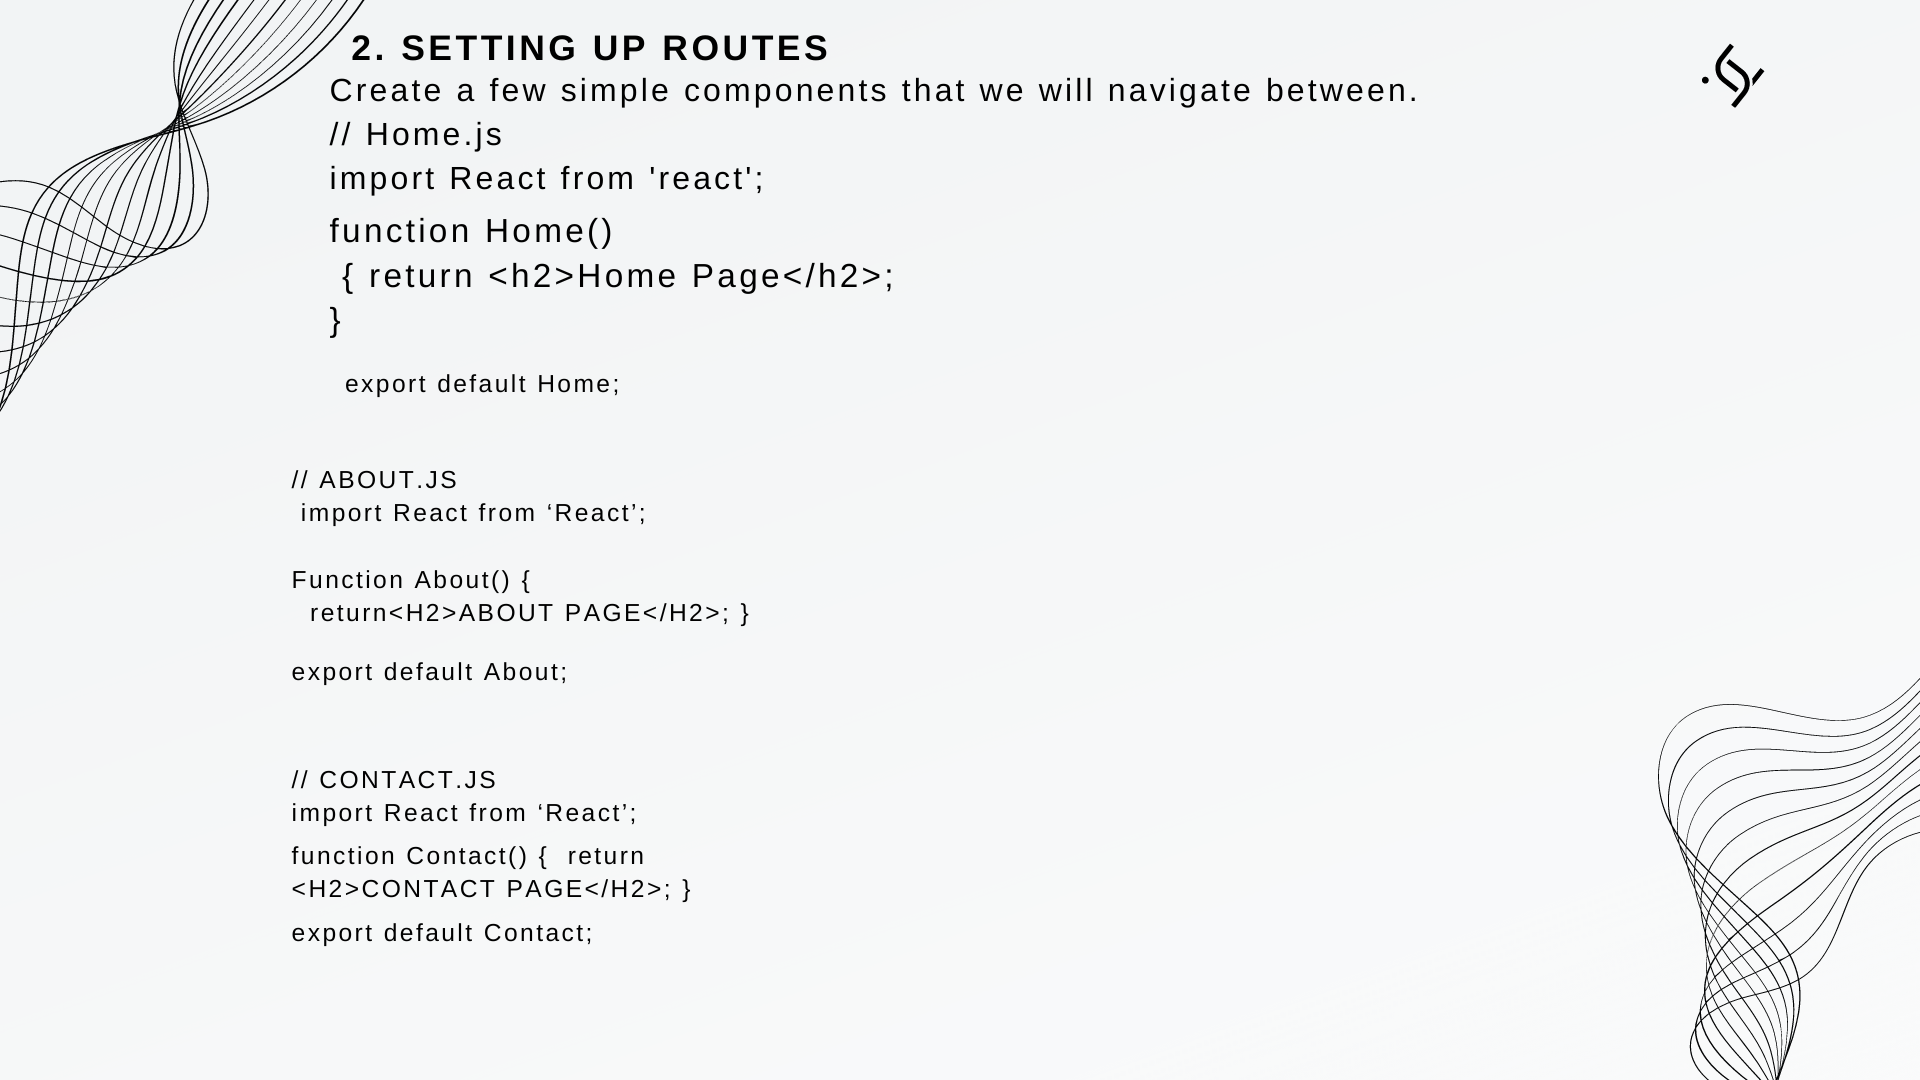 2. SETTING UP ROUTES
Create a few simple components that we will navigate between.
// Home.js
import React from 'react';
function Home()
{ return <h2>Home Page</h2>;
}
export default Home;
// ABOUT.JS
import React from ‘React’;
Function About() {
return<H2>ABOUT PAGE</H2>; }
export default About;
// CONTACT.JS
import React from ‘React’;
function Contact() {  return
<H2>CONTACT PAGE</H2>; }
export default Contact;